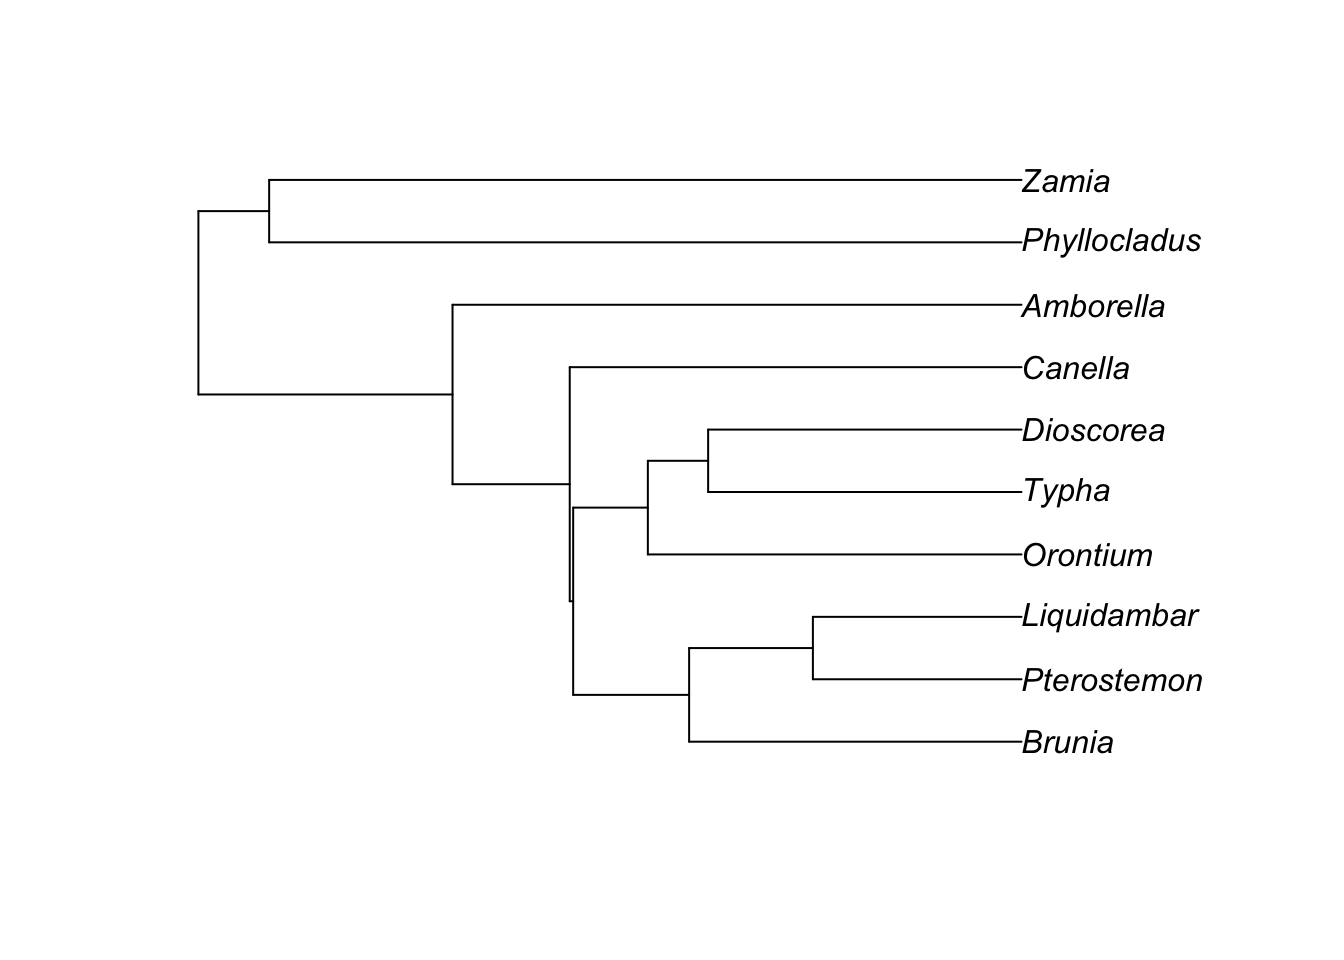 Zamia
Phyllocladus
Amborella
Canella
Dioscorea
Typha
Orontium
Liquidambar
Pterostemon
Brunia